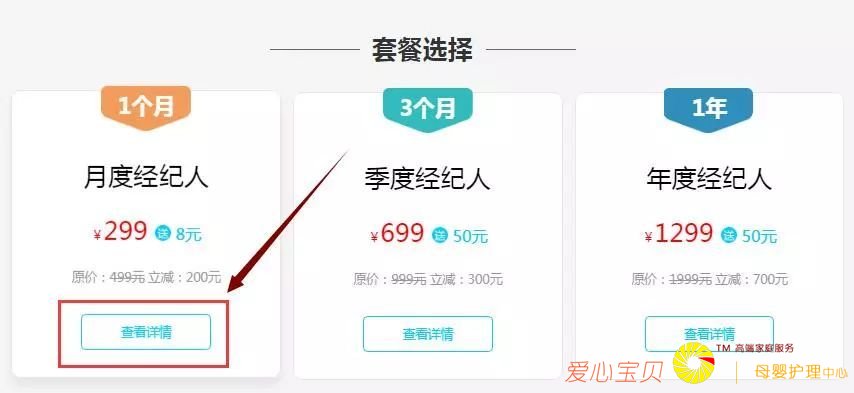 套餐选择
1个月
月度经纪人
¥299 送 8元
原价：499元 立减：200元
查看详情
3个月
季度经纪人
¥699 送 50元
原价：999元 立减：300元
查看详情
1年
年度经纪人
¥1299 送 50元
原价：1999元 立减：700元
查看详情
爱心宝贝
TM 高端家庭服务
母婴护理中心